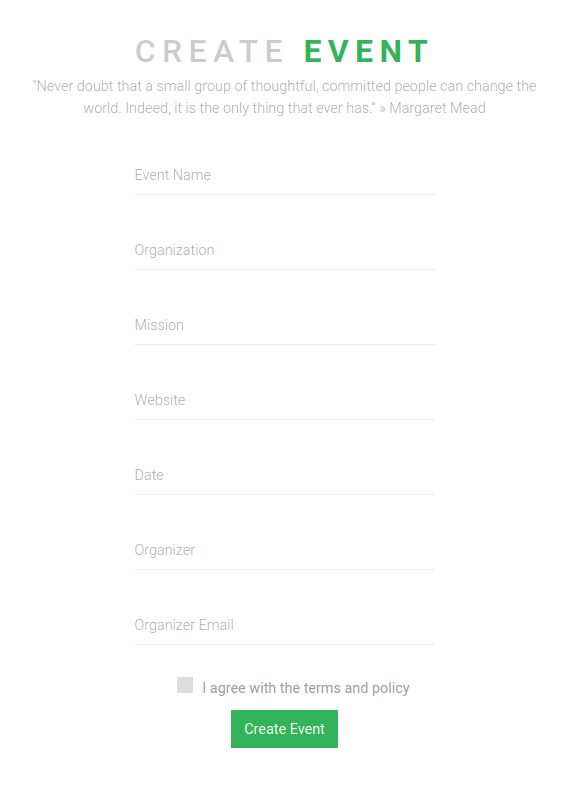 CREATE EVENT
"Never doubt that a small group of thoughtful, committed people can change the
world. Indeed, it is the only thing that ever has." » Margaret Mead
Event Name
Organization
Mission
Website
Date
Organizer
Organizer Email
I agree with the terms and policy
Create Event